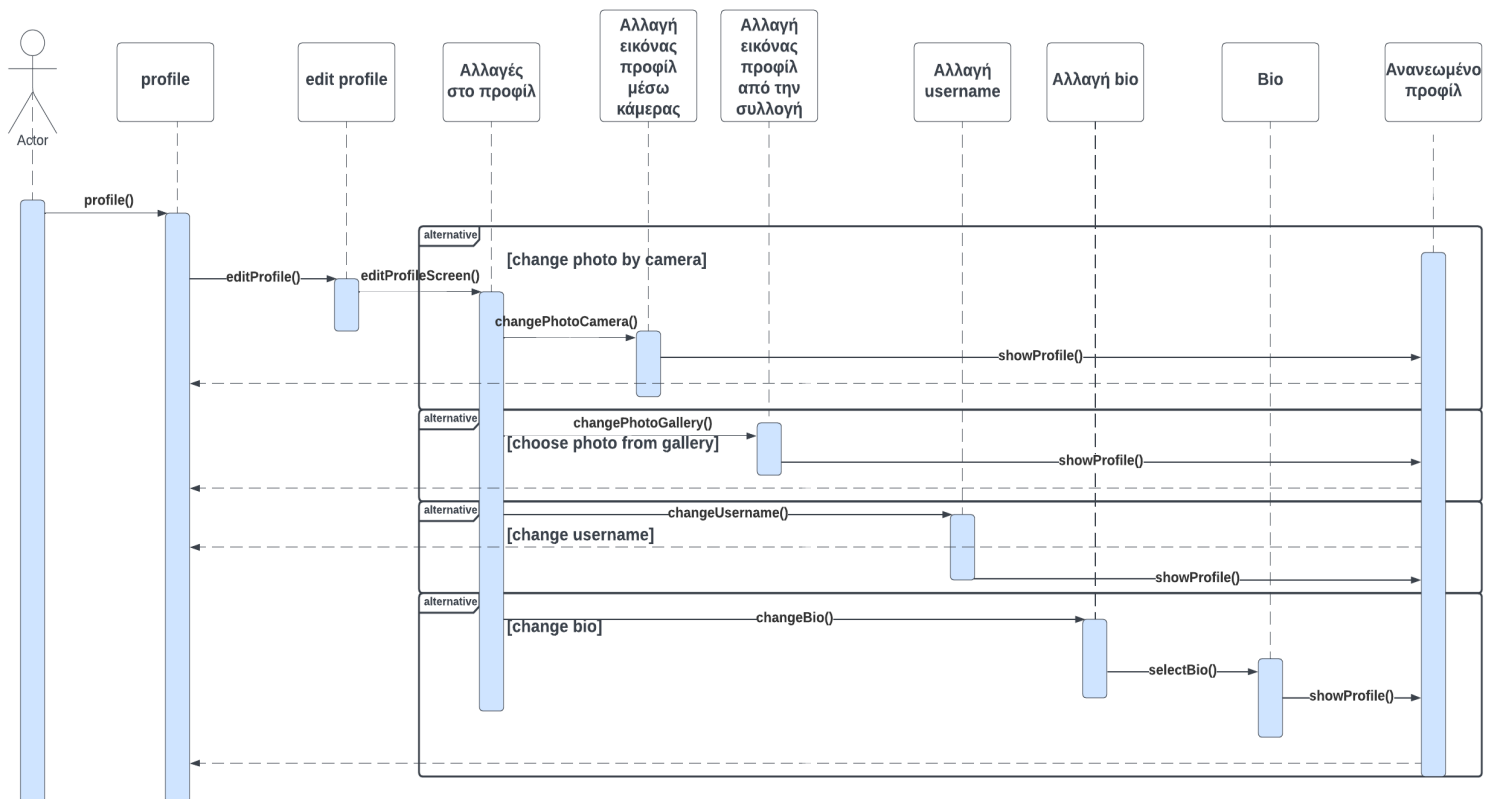 Αλλαγή
εικόνας
προφίλ
μέσω
κάμερας
Αλλαγή
εικόνας
προφίλ
από την
συλλογή
profile
edit profile
Αλλαγές
στο προφίλ
Αλλαγή
username
Αλλαγή bio
Bio
Ανανεωμένο
προφίλ
Actor
profile()
alternative
[change photo by camera]
editProfile()
editProfileScreen()
changePhotoCamera()
showProfile()
alternative
changePhotoGallery()
[choose photo from gallery]
showProfile()
alternative
changeUsername()
[change username]
showProfile()
alternative
changeBio()
[change bio]
selectBio()
showProfile()